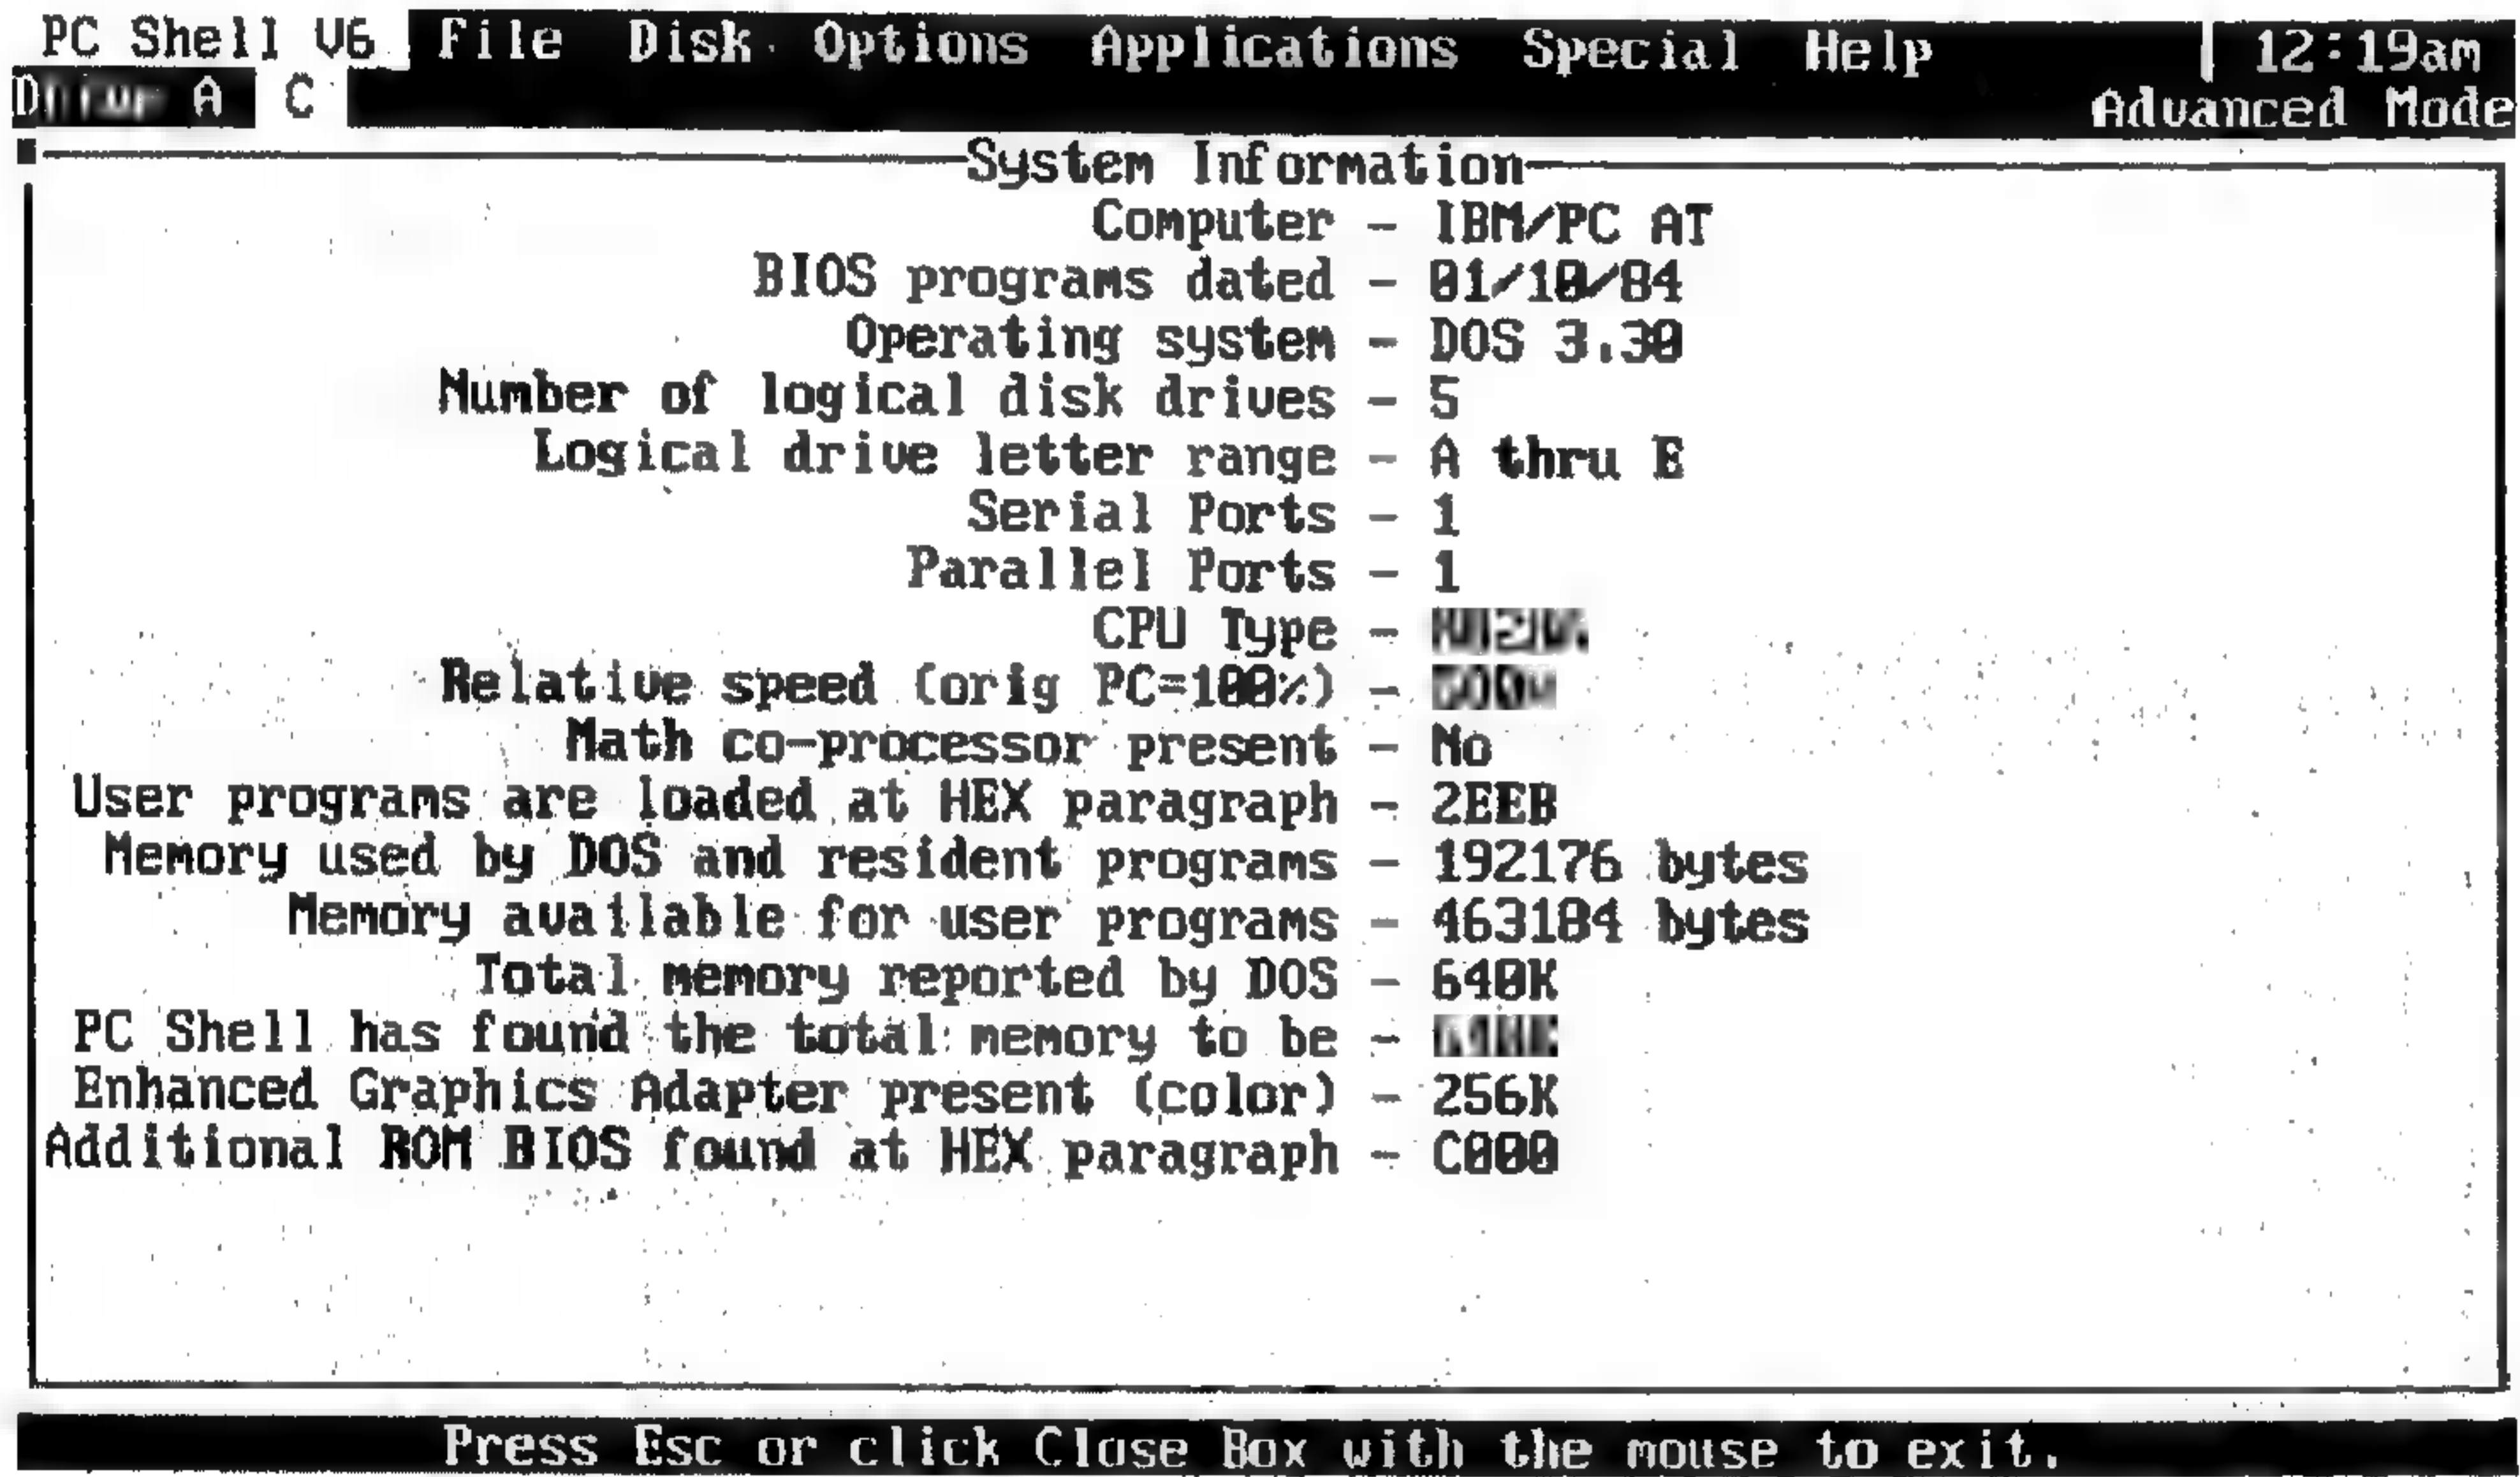 PC Shell V6 File Disk Options Applications Special Help 12:19am
A C Advanced Mode
System Information
Computer - IBM/PC AT
BIOS programs dated - 01/10/84
Operating system - DOS 3.30
Number of logical disk drives - 5
Logical drive letter range - A thru E
Serial Ports - 1
Parallel Ports - 1
CPU Type -
Relative speed (orig PC=100%) -
Math co-processor present - No
User programs are loaded at HEX paragraph - 2EEB
Memory used by DOS and resident programs - 192176 bytes
Memory available for user programs - 463184 bytes
Total memory reported by DOS - 640K
PC Shell has found the total memory to be -
Enhanced Graphics Adapter present (color) - 256K
Additional ROM BIOS found at HEX paragraph - C000
Press Esc or click Close Box with the mouse to exit.